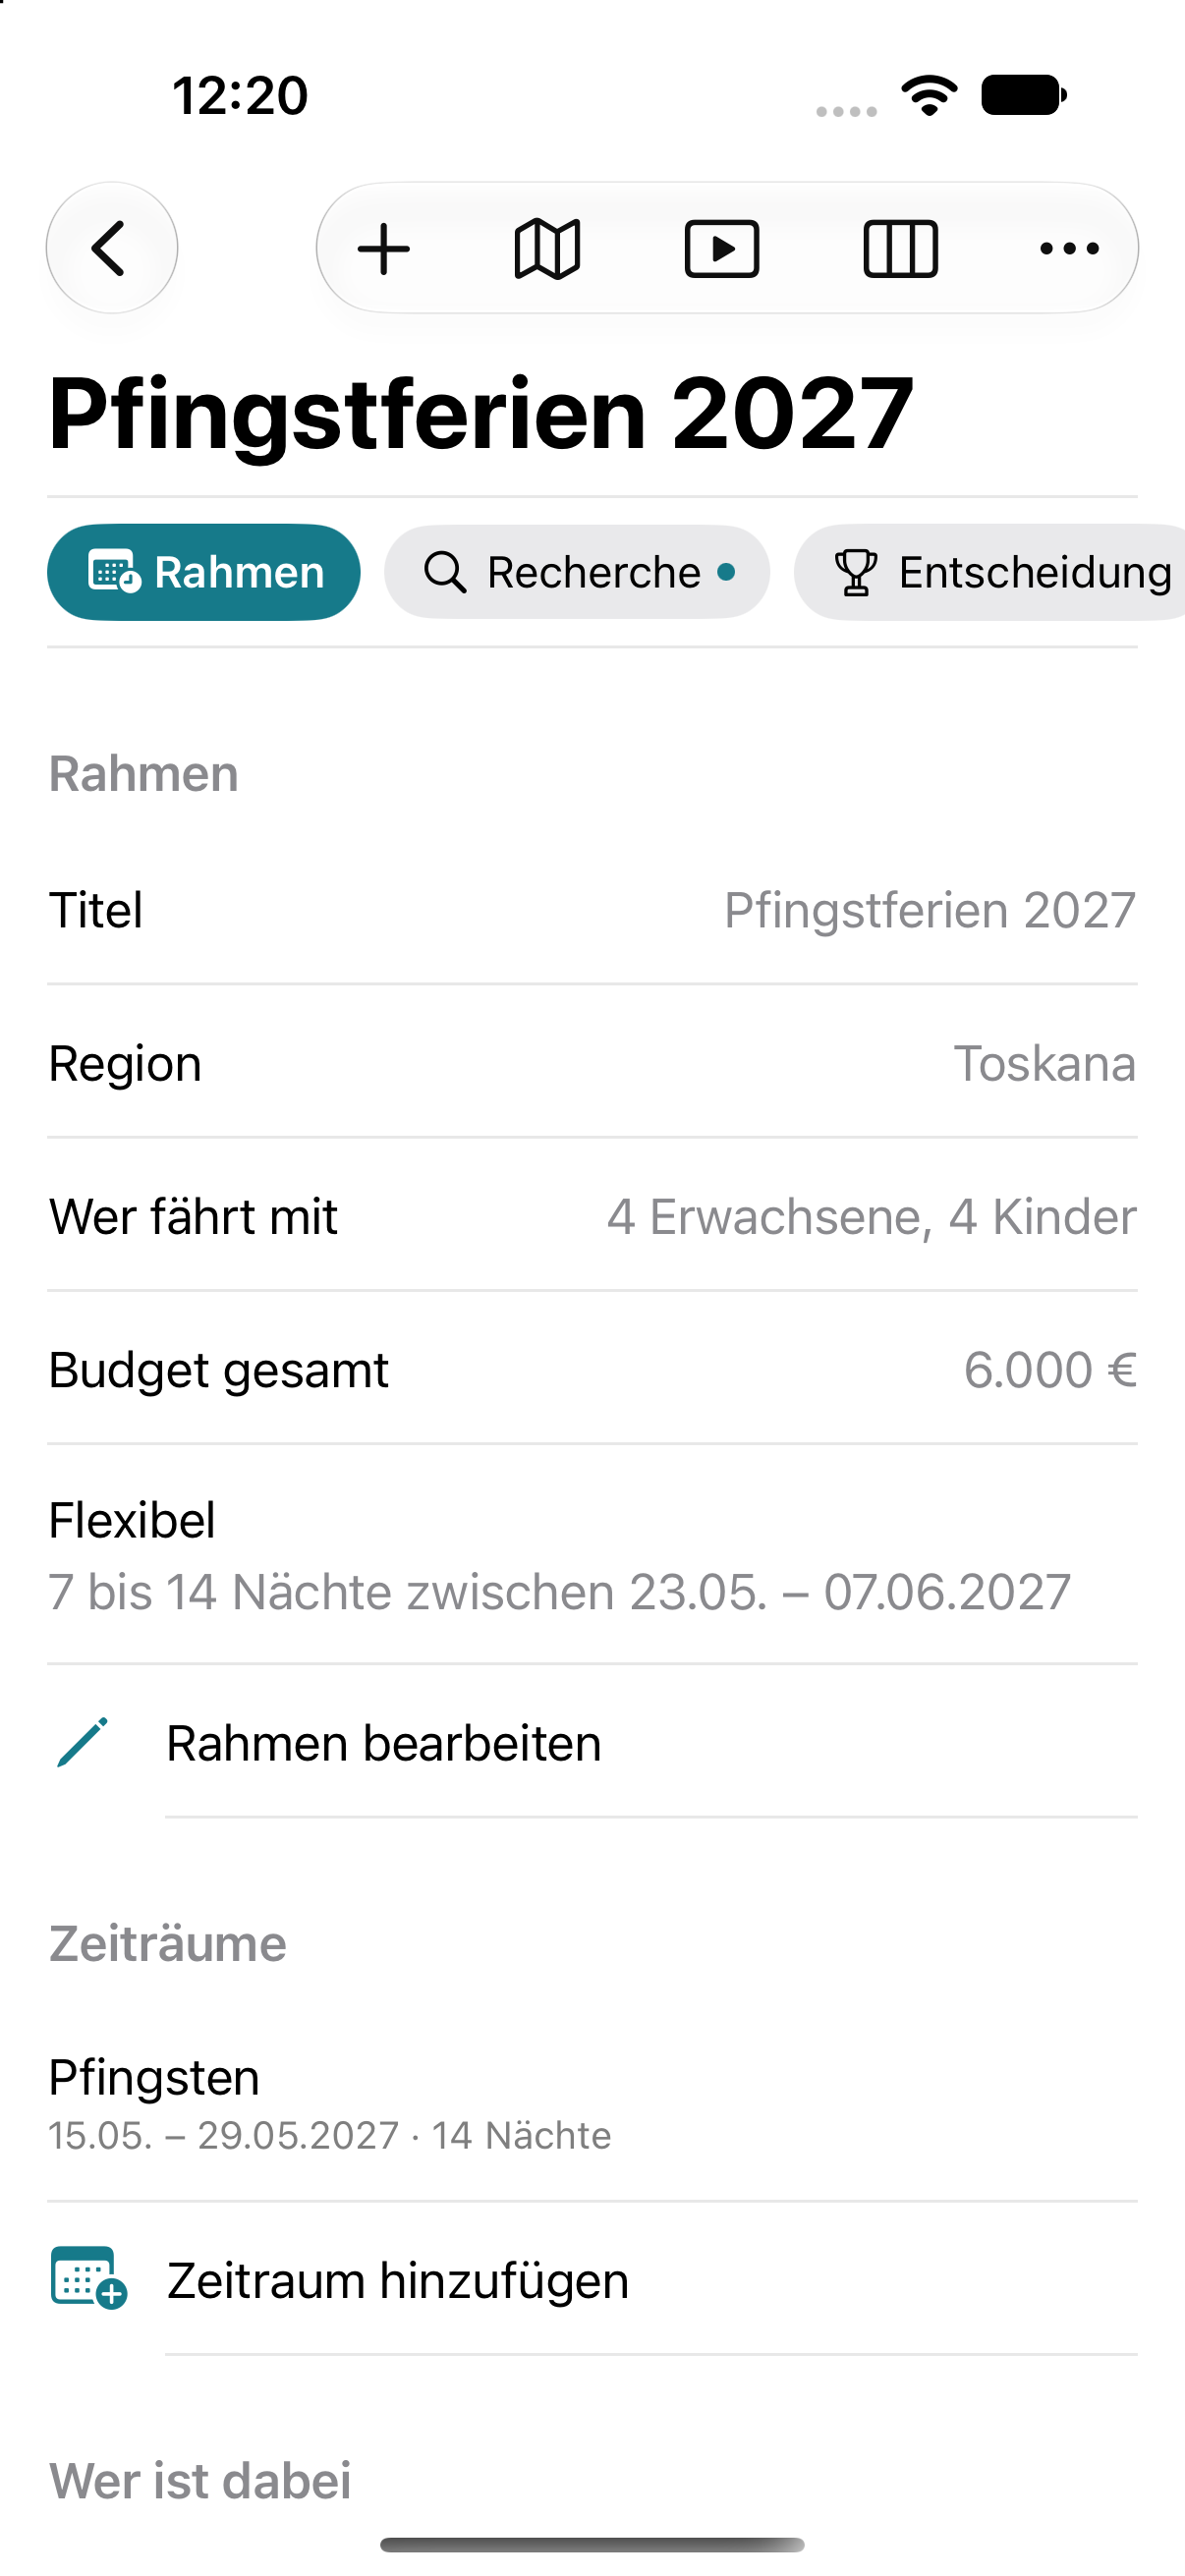 12:20
Pfingstferien 2027
Rahmen
Recherche
Entscheidung
Rahmen
Titel
Pfingstferien 2027
Region
Toskana
Wer fährt mit
4 Erwachsene, 4 Kinder
Budget gesamt
6.000 €
Flexibel
7 bis 14 Nächte zwischen 23.05. – 07.06.2027
Rahmen bearbeiten
Zeiträume
Pfingsten
15.05. – 29.05.2027 · 14 Nächte
Zeitraum hinzufügen
Wer ist dabei